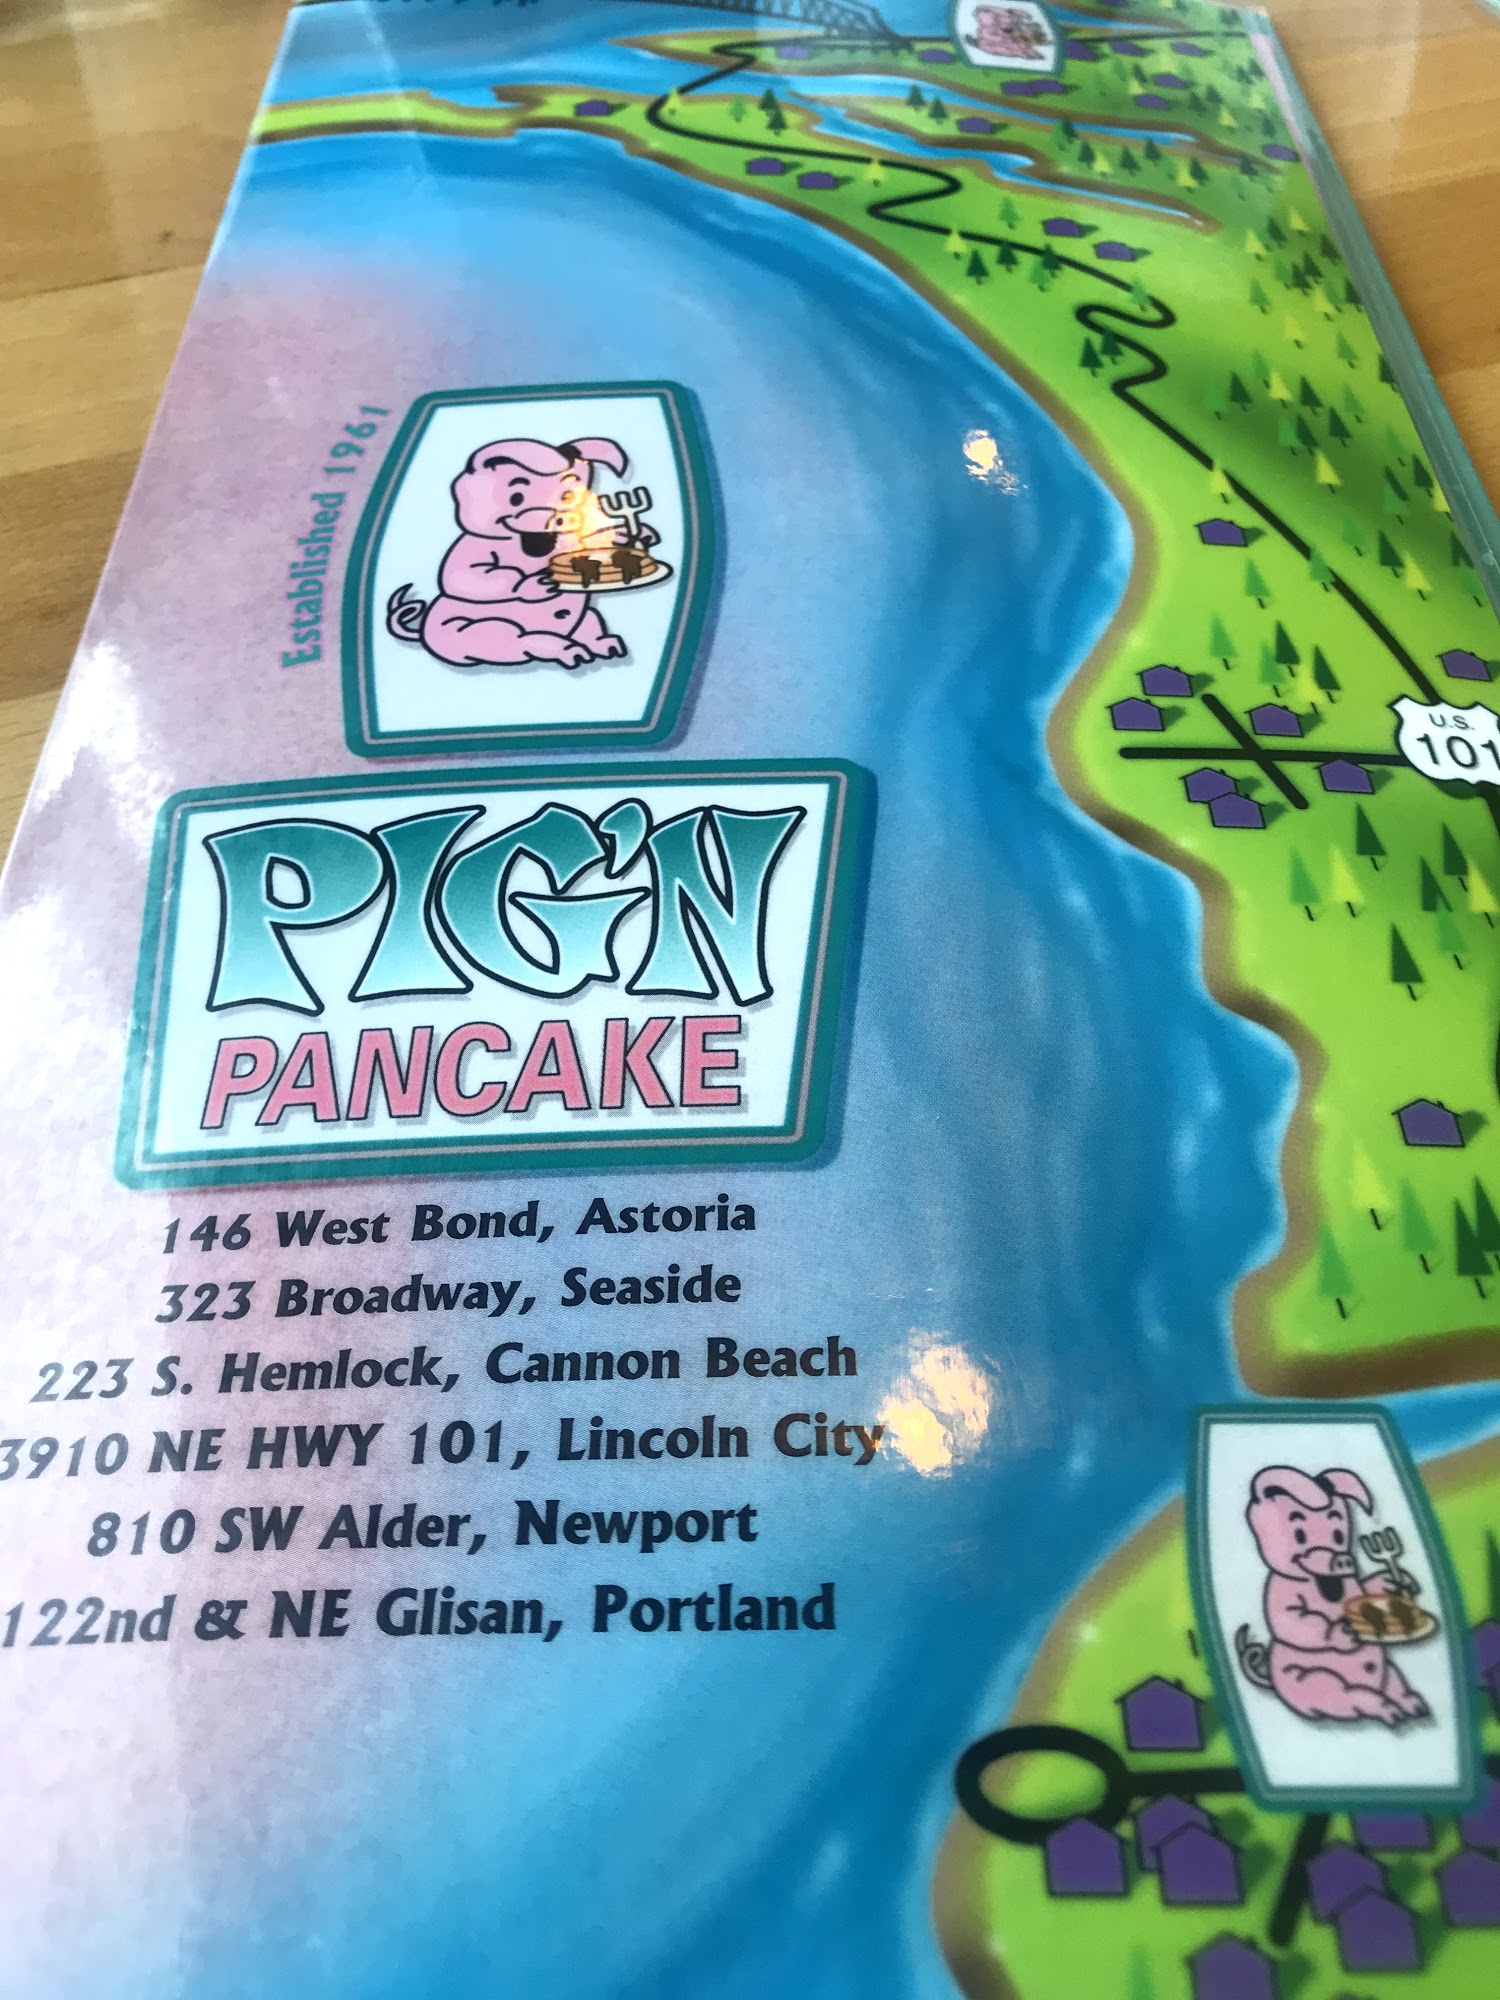 Established 1961
PIG'N
PANCAKE
146 West Bond, Astoria
323 Broadway, Seaside
223 S. Hemlock, Cannon Beach
3910 NE HWY 101, Lincoln City
810 SW Alder, Newport
122nd & NE Glisan, Portland
U.S.
101